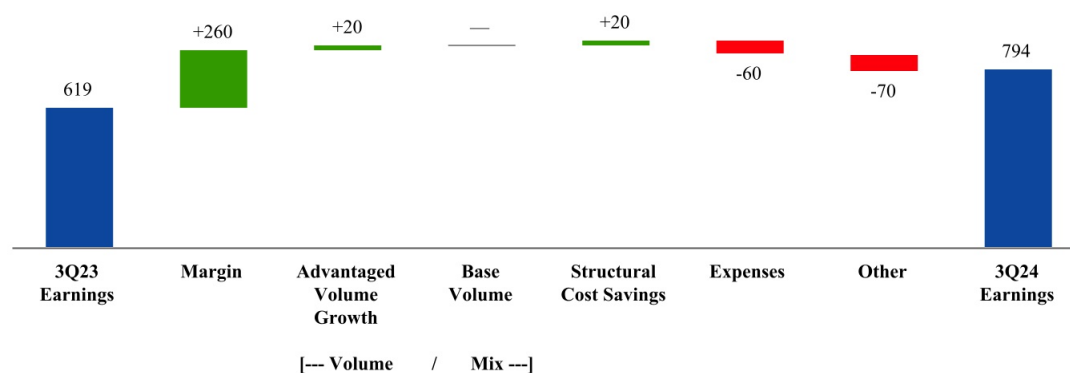 619
+260
+20
—
+20
-60
-70
794
3Q23
Earnings
Margin
Advantaged
Volume
Growth
Base
Volume
Structural
Cost Savings
Expenses
Other
3Q24
Earnings
[--- Volume / Mix ---]